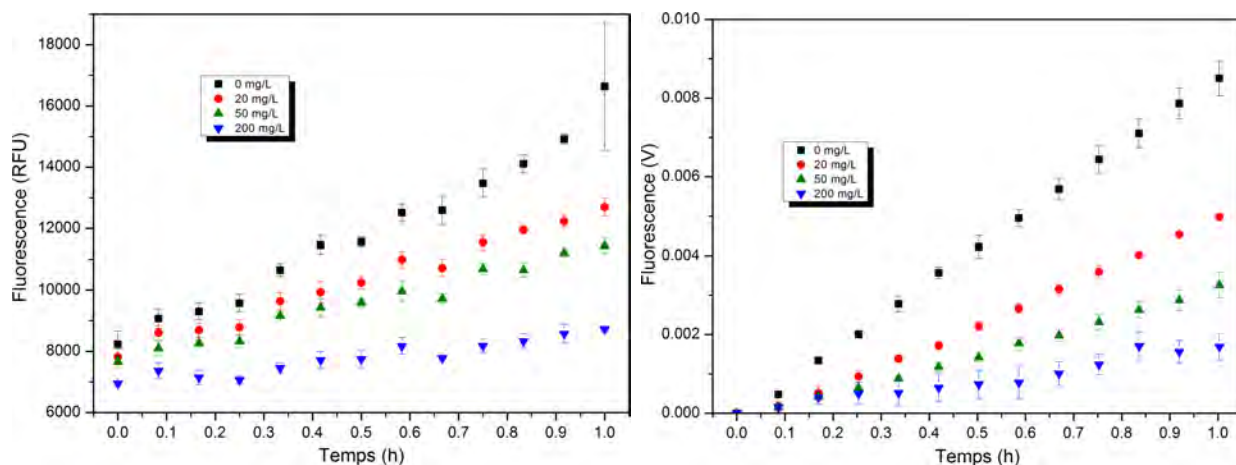 Fluorescence (RFU)
18000
16000
14000
12000
10000
8000
6000
0 mg/L
20 mg/L
50 mg/L
200 mg/L
0.0 0.1 0.2 0.3 0.4 0.5 0.6 0.7 0.8 0.9 1.0
Temps (h)
Fluorescence (V)
0.010
0.008
0.006
0.004
0.002
0.000
0 mg/L
20 mg/L
50 mg/L
200 mg/L
0.0 0.1 0.2 0.3 0.4 0.5 0.6 0.7 0.8 0.9 1.0
Temps (h)